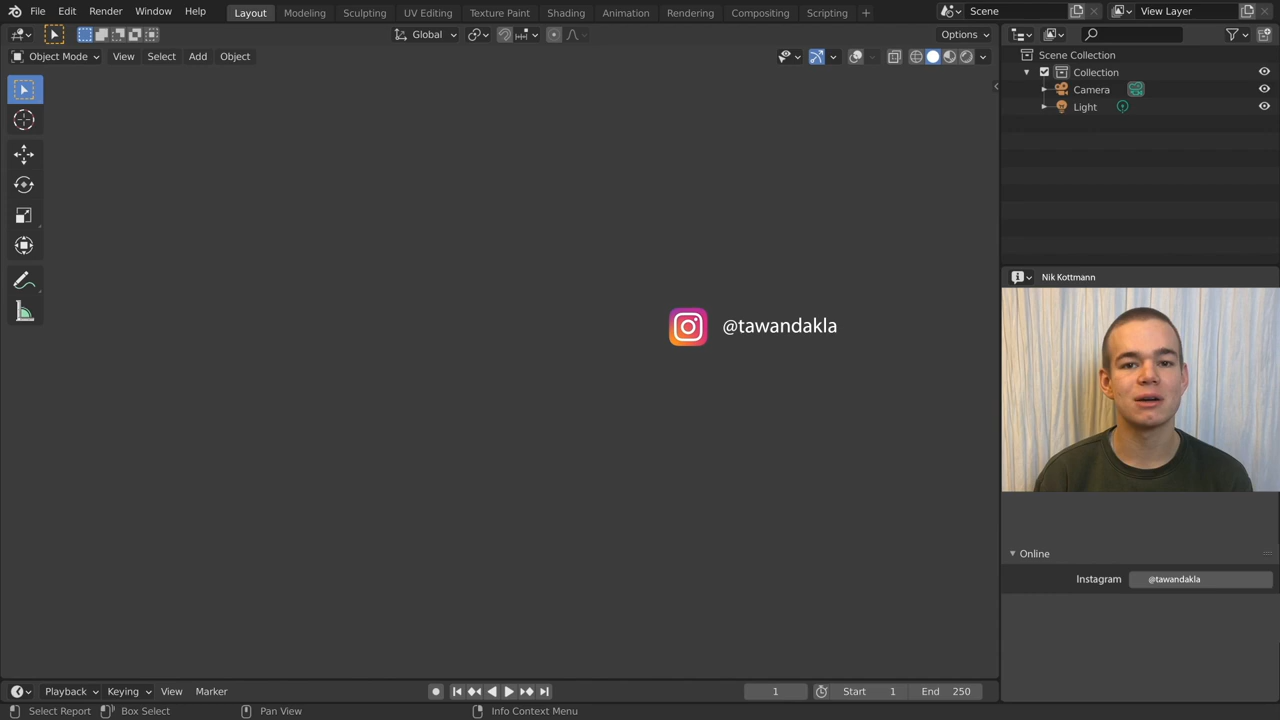 File Edit Render Window Help Layout Modeling Sculpting UV Editing Texture Paint Shading Animation Rendering Compositing Scripting + Scene View Layer
Global Options
Object Mode View Select Add Object
Scene Collection
Collection
Camera
Light
Nik Kottmann
@tawandakla
Online
Instagram @tawandakla
Playback Keying View Marker 1 Start 1 End 250
Select Report Box Select Pan View Info Context Menu